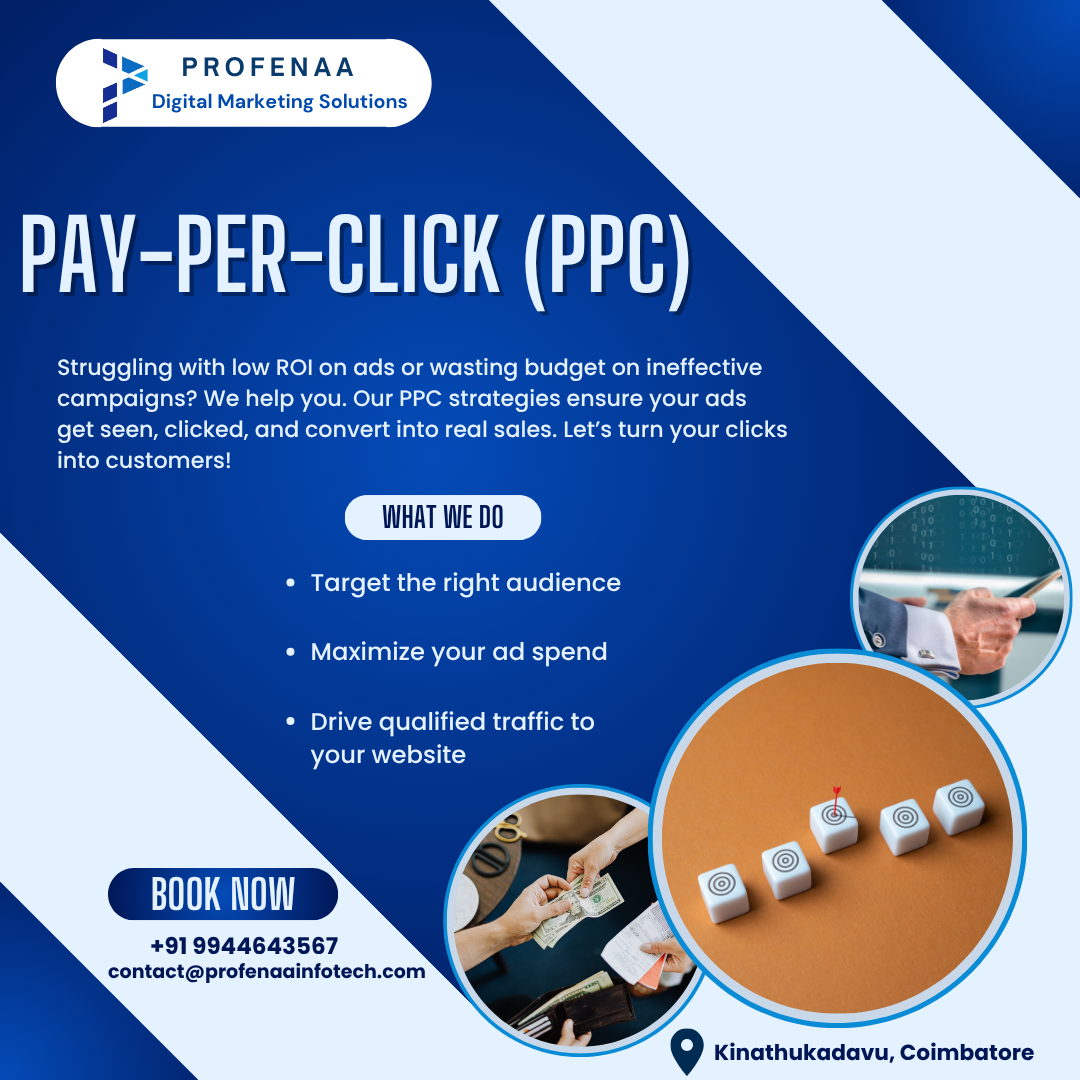 PROFENAA
Digital Marketing Solutions
PAY-PER-CLICK (PPC)
Struggling with low ROI on ads or wasting budget on ineffective
campaigns? We help you. Our PPC strategies ensure your ads
get seen, clicked, and convert into real sales. Let’s turn your clicks
into customers!
WHAT WE DO
• Target the right audience
• Maximize your ad spend
• Drive qualified traffic to
your website
BOOK NOW
+91 9944643567
contact@profenaainfotech.com
Kinathukadavu, Coimbatore